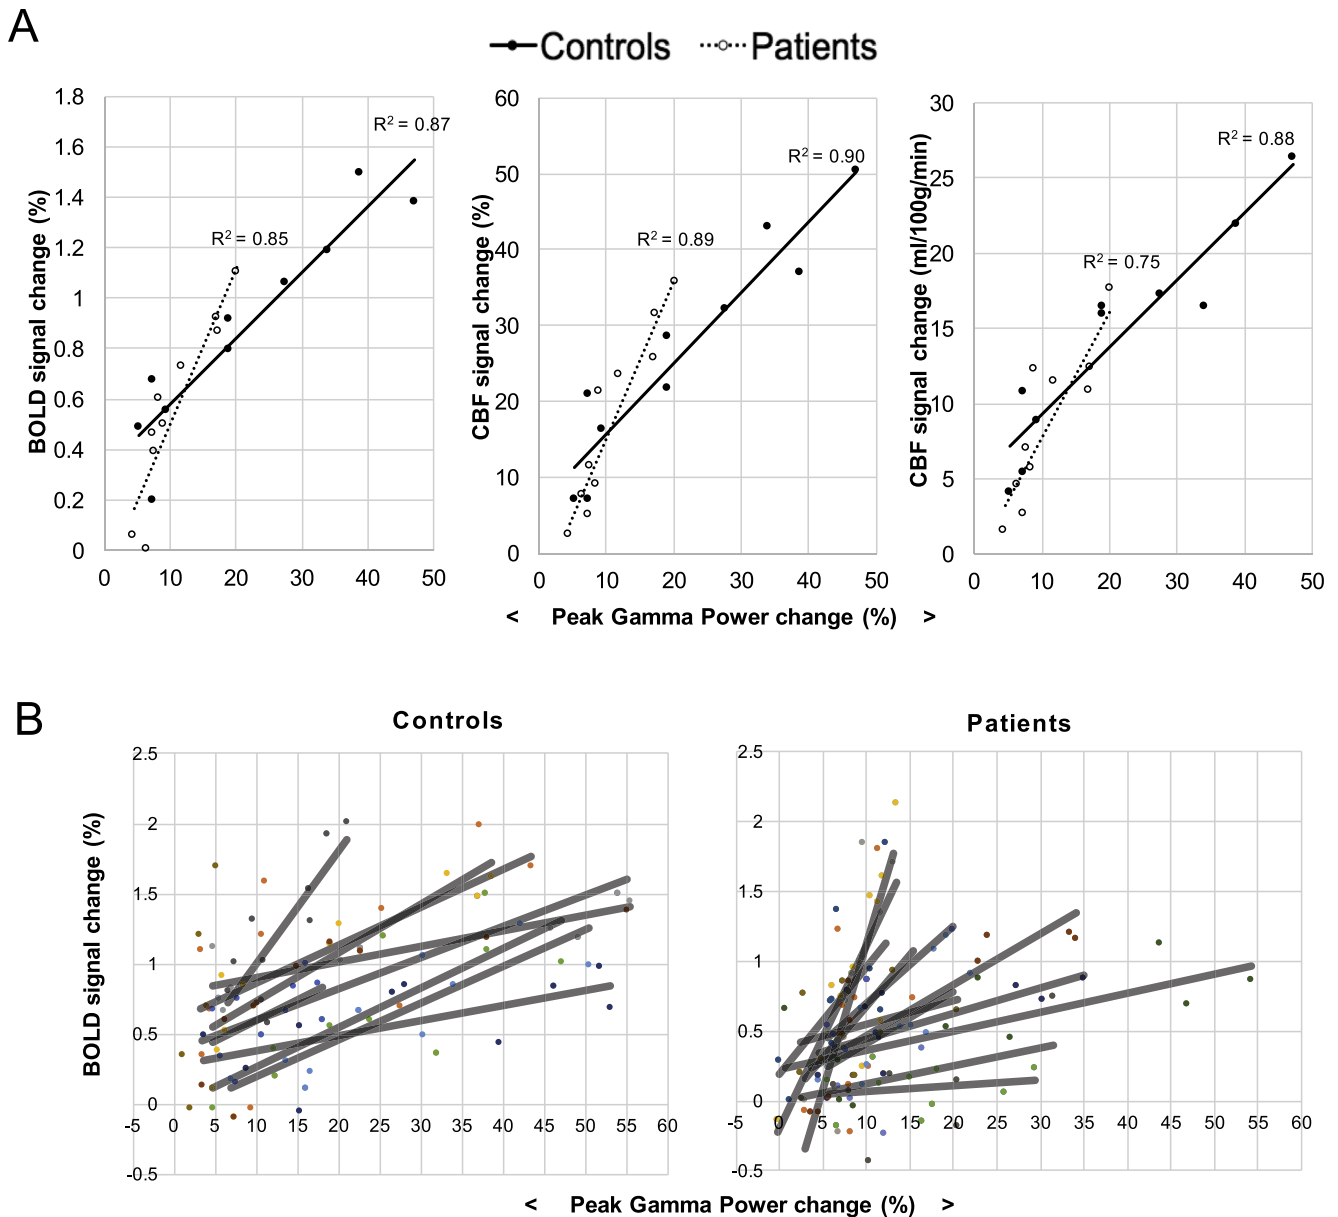 A
Controls Patients
BOLD signal change (%)
1.8
1.6
1.4
1.2
1
0.8
0.6
0.4
0.2
0
0 10 20 30 40 50
R² = 0.87
R² = 0.85
CBF signal change (%)
60
50
40
30
20
10
0
0 10 20 30 40 50
R² = 0.90
R² = 0.89
CBF signal change (ml/100g/min)
30
25
20
15
10
5
0
0 10 20 30 40 50
R² = 0.88
R² = 0.75
< Peak Gamma Power change (%) >
B
Controls
BOLD signal change (%)
2.5
2
1.5
1
0.5
0
-0.5
-5 0 5 10 15 20 25 30 35 40 45 50 55 60
Patients
2.5
2
1.5
1
0.5
0
-0.5
-5 0 5 10 15 20 25 30 35 40 45 50 55 60
< Peak Gamma Power change (%) >